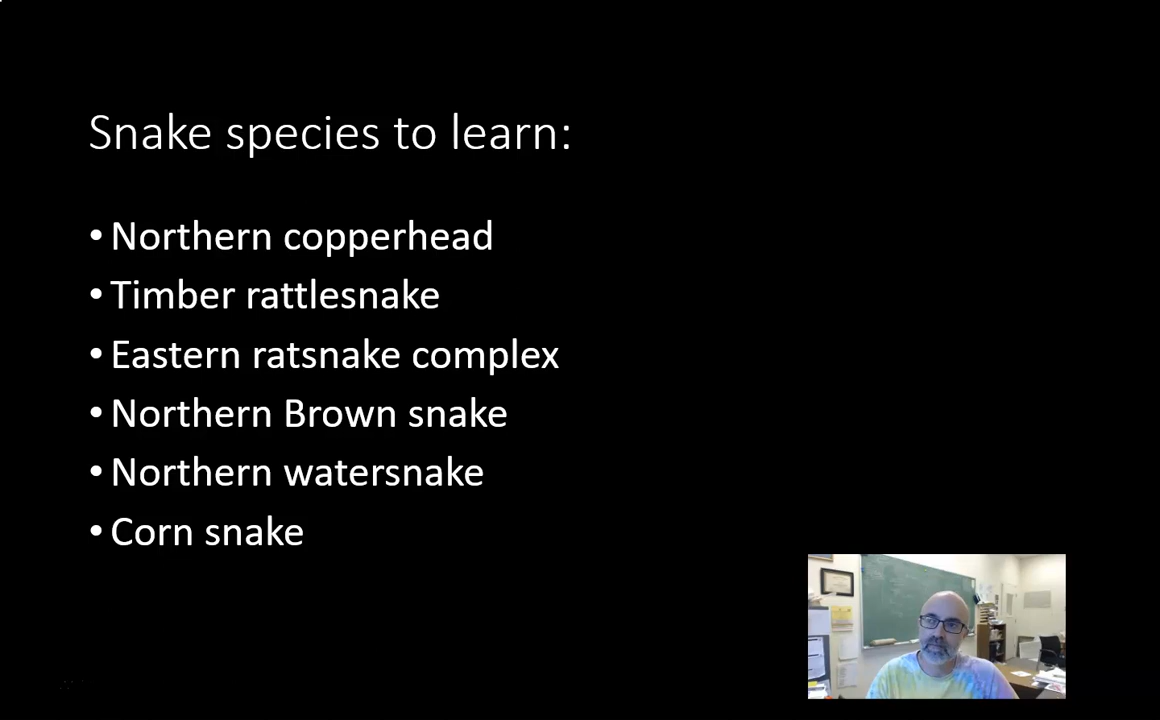 Snake species to learn:
• Northern copperhead
• Timber rattlesnake
• Eastern ratsnake complex
• Northern Brown snake
• Northern watersnake
• Corn snake